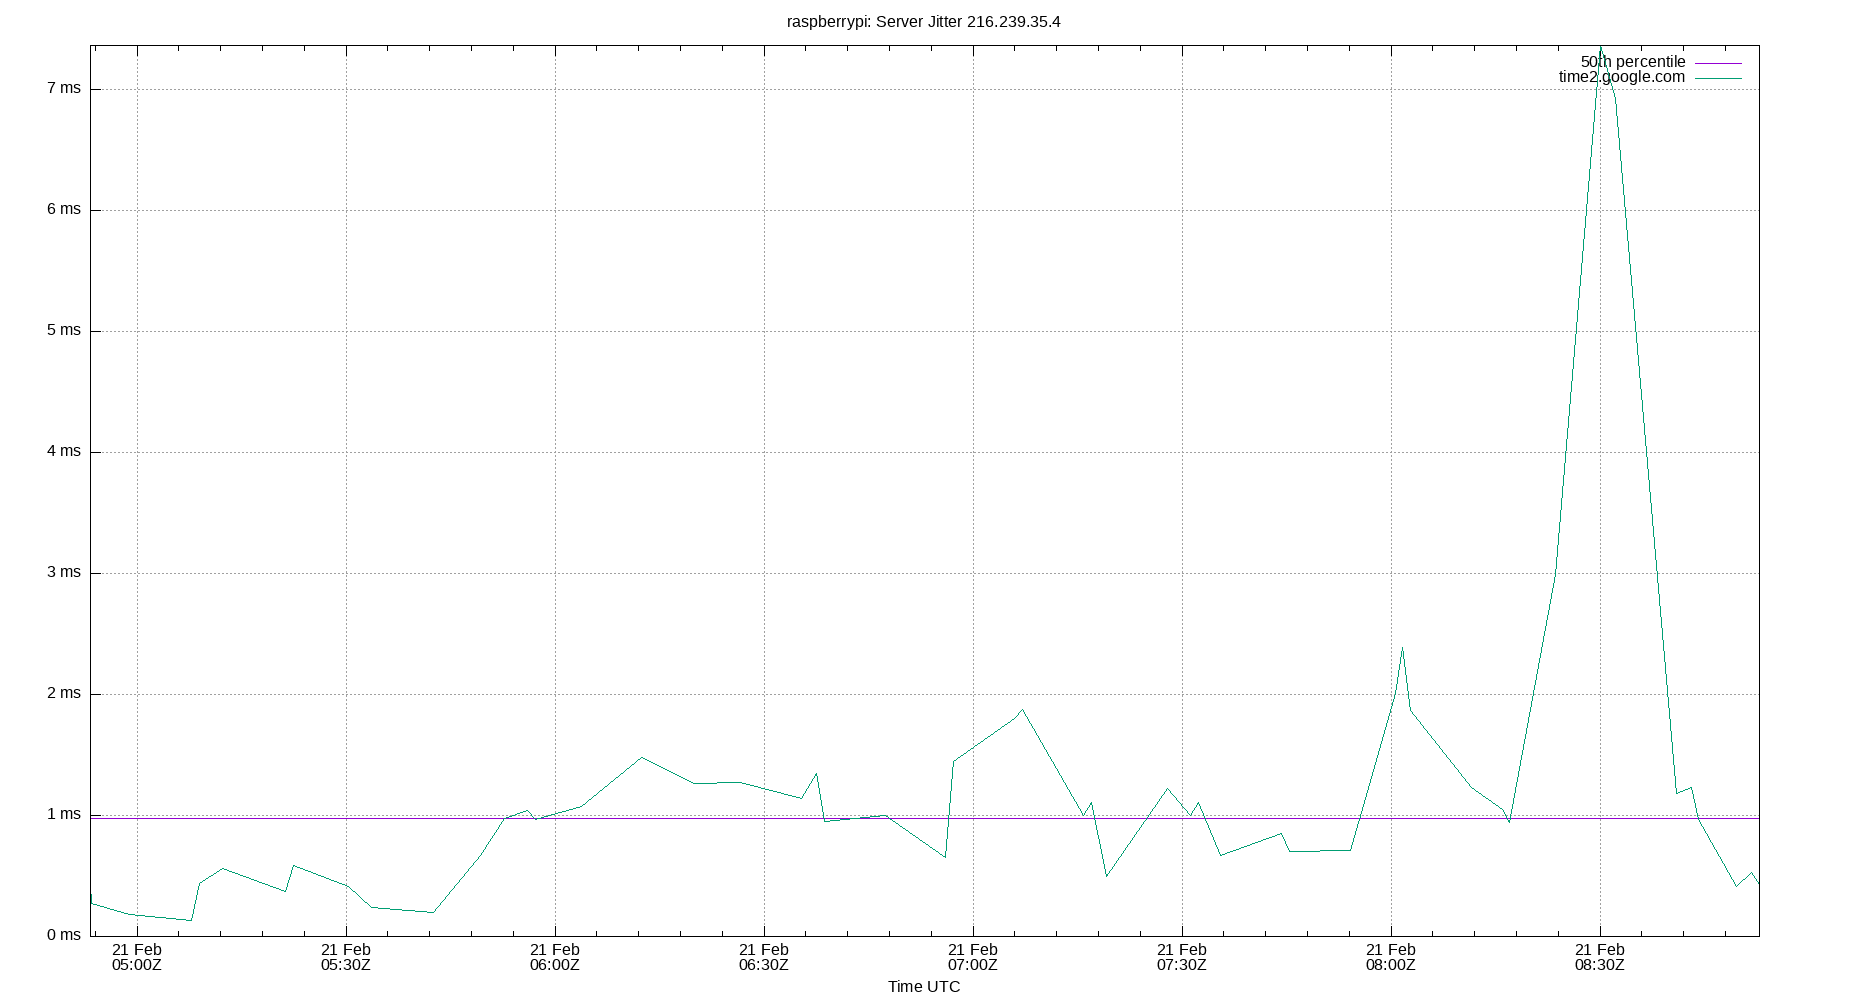 raspberrypi: Server Jitter 216.239.35.4
50th percentile
time2.google.com
7 ms
6 ms
5 ms
4 ms
3 ms
2 ms
1 ms
0 ms
21 Feb 21 Feb 21 Feb 21 Feb 21 Feb 21 Feb 21 Feb 21 Feb
05:00Z 05:30Z 06:00Z 06:30Z 07:00Z 07:30Z 08:00Z 08:30Z
Time UTC